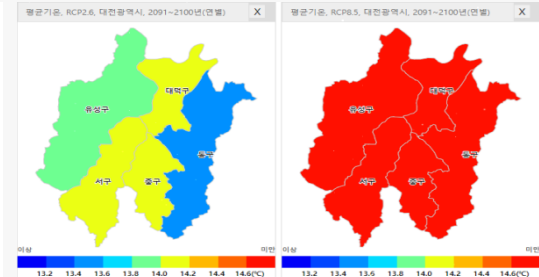 평균기온, RCP2.6, 대전광역시, 2091~2100년(연별) X
유성구
대덕구
동구
서구
중구
이상 미만
13.2 13.4 13.6 13.8 14.0 14.2 14.4 14.6(℃)
평균기온, RCP8.5, 대전광역시, 2091~2100년(연별) X
유성구
대덕구
동구
서구
중구
이상 미만
13.2 13.4 13.6 13.8 14.0 14.2 14.4 14.6(℃)